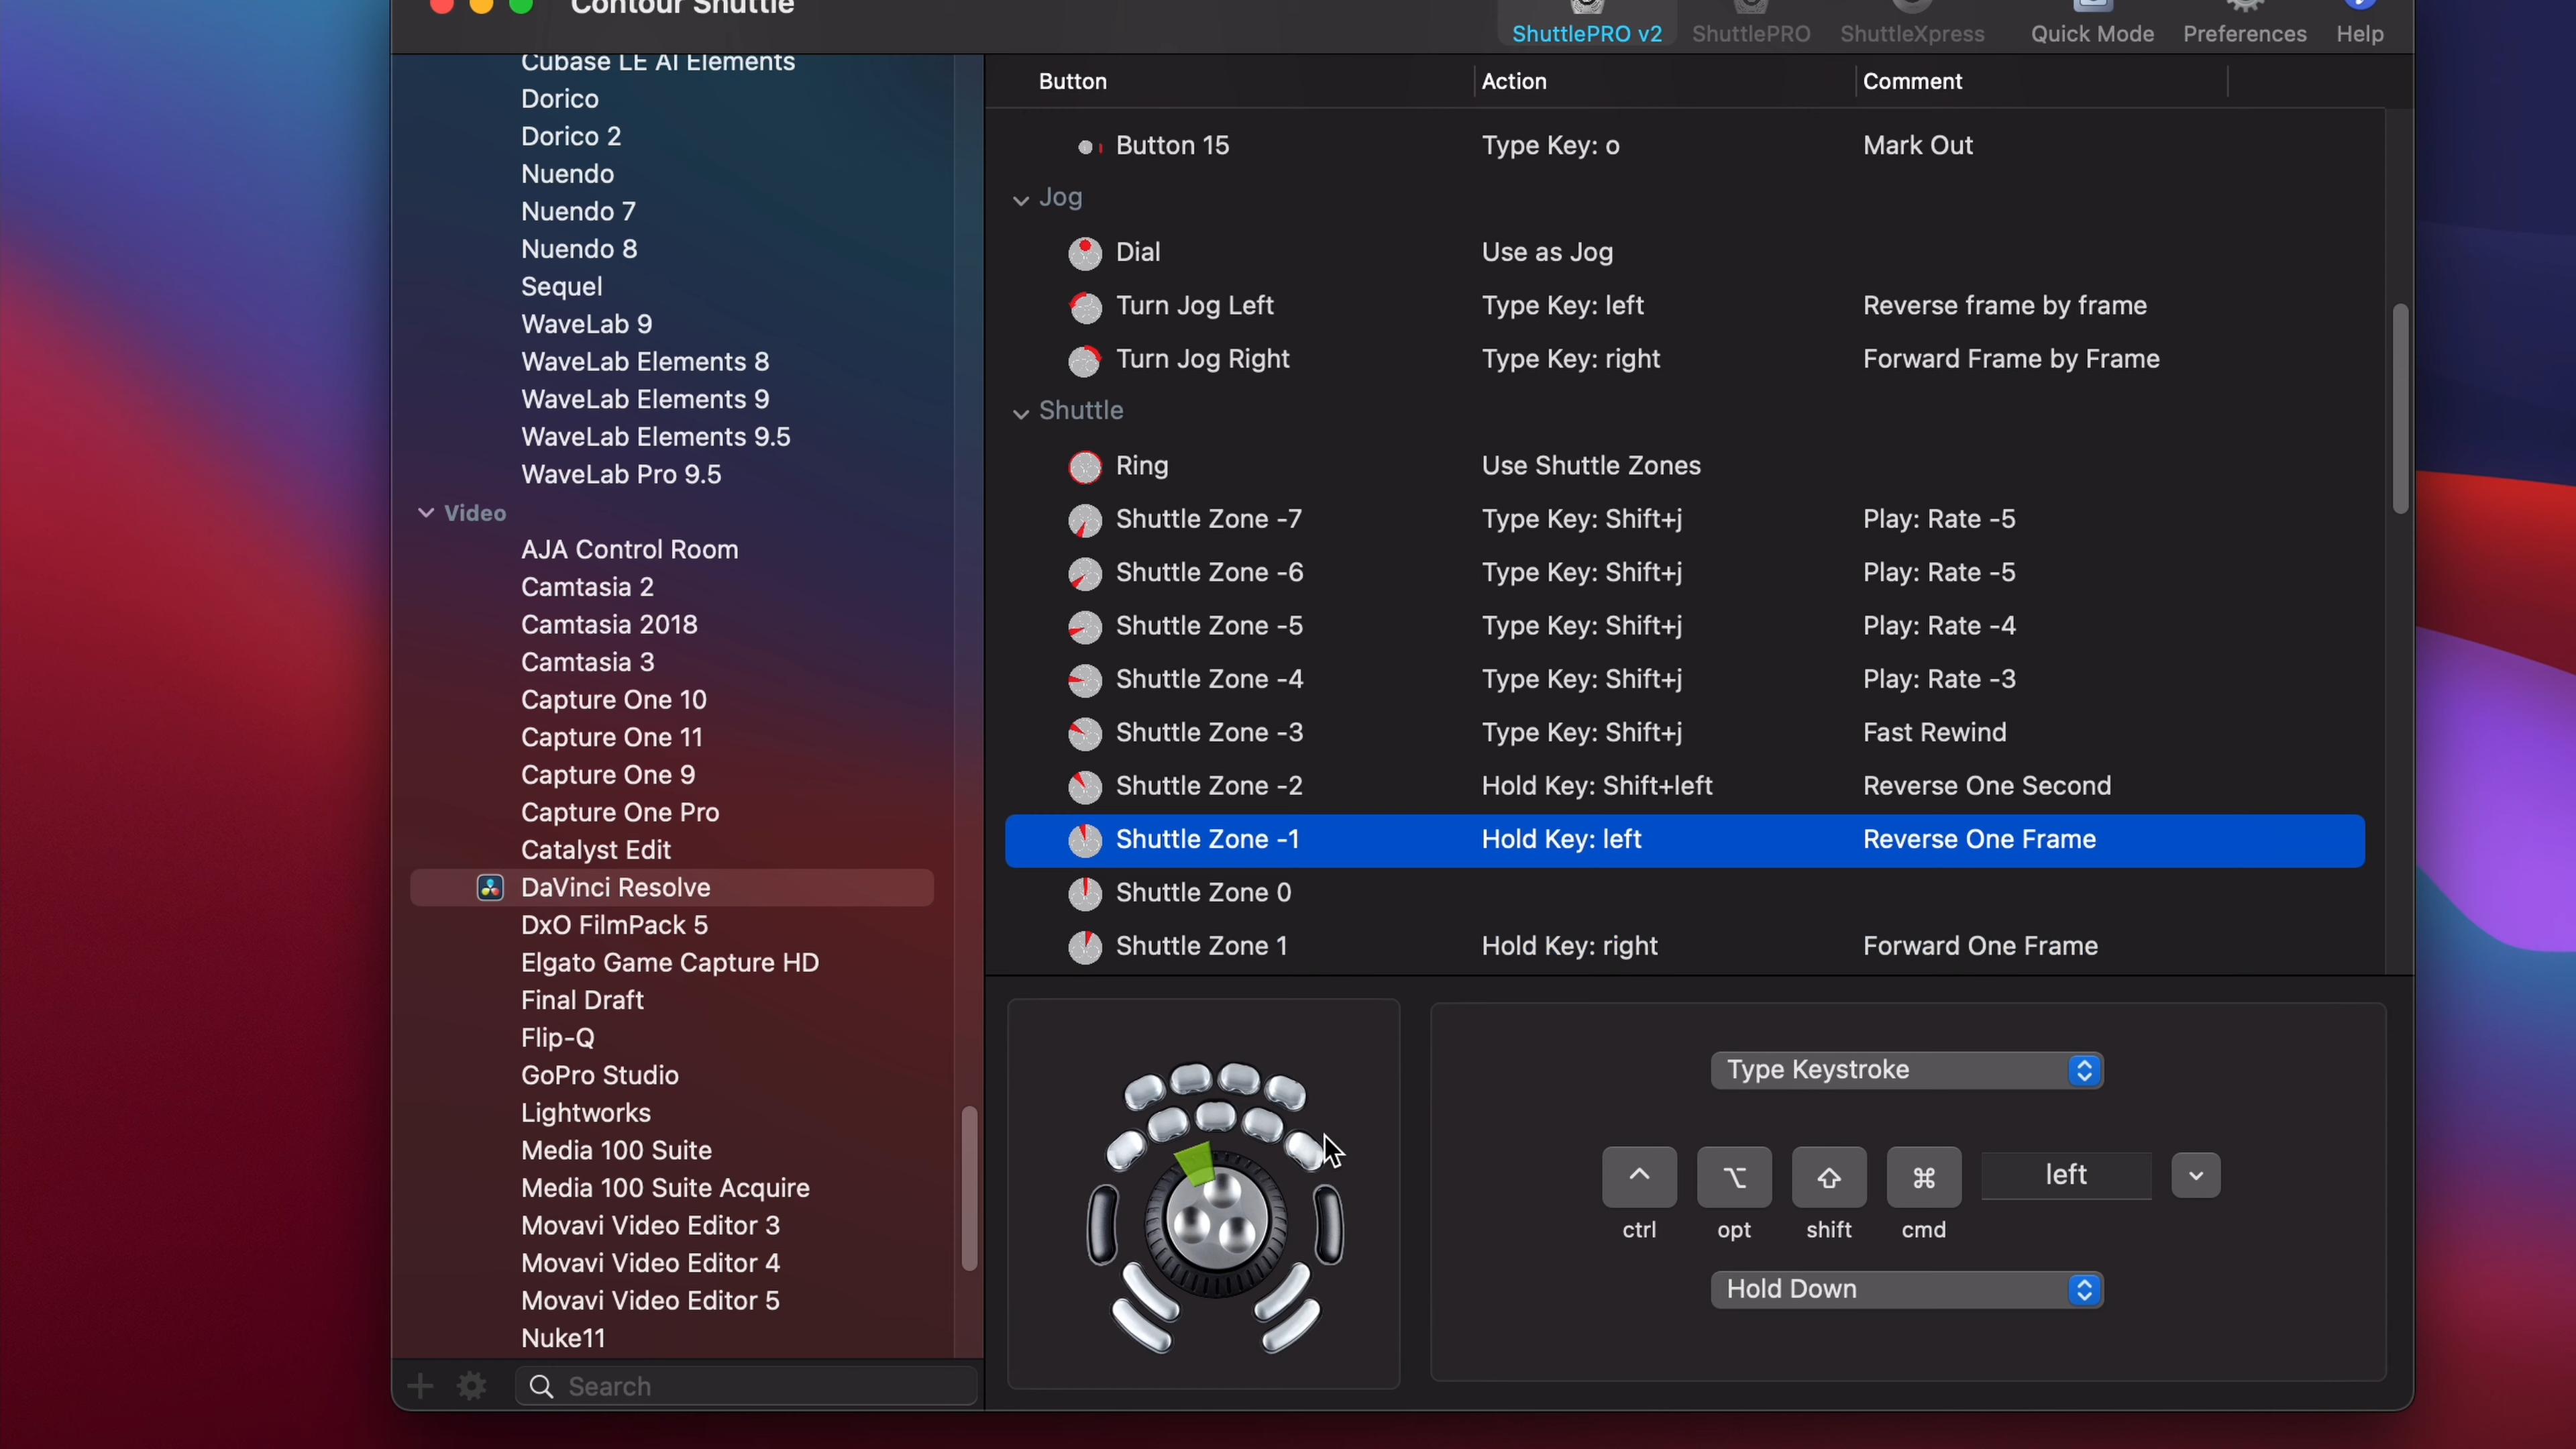 Contour Shuttle
ShuttlePRO v2 ShuttlePRO ShuttleXpress Quick Mode Preferences Help
Cubase LE AI Elements
Dorico
Dorico 2
Nuendo
Nuendo 7
Nuendo 8
Sequel
WaveLab 9
WaveLab Elements 8
WaveLab Elements 9
WaveLab Elements 9.5
WaveLab Pro 9.5
Video
AJA Control Room
Camtasia 2
Camtasia 2018
Camtasia 3
Capture One 10
Capture One 11
Capture One 9
Capture One Pro
Catalyst Edit
DaVinci Resolve
DxO FilmPack 5
Elgato Game Capture HD
Final Draft
Flip-Q
GoPro Studio
Lightworks
Media 100 Suite
Media 100 Suite Acquire
Movavi Video Editor 3
Movavi Video Editor 4
Movavi Video Editor 5
Nuke11
Search
Button Action Comment
Button 15 Type Key: o Mark Out
Jog
Dial Use as Jog
Turn Jog Left Type Key: left Reverse frame by frame
Turn Jog Right Type Key: right Forward Frame by Frame
Shuttle
Ring Use Shuttle Zones
Shuttle Zone -7 Type Key: Shift+j Play: Rate -5
Shuttle Zone -6 Type Key: Shift+j Play: Rate -5
Shuttle Zone -5 Type Key: Shift+j Play: Rate -4
Shuttle Zone -4 Type Key: Shift+j Play: Rate -3
Shuttle Zone -3 Type Key: Shift+j Fast Rewind
Shuttle Zone -2 Hold Key: Shift+left Reverse One Second
Shuttle Zone -1 Hold Key: left Reverse One Frame
Shuttle Zone 0
Shuttle Zone 1 Hold Key: right Forward One Frame
Type Keystroke
left
ctrl opt shift cmd
Hold Down